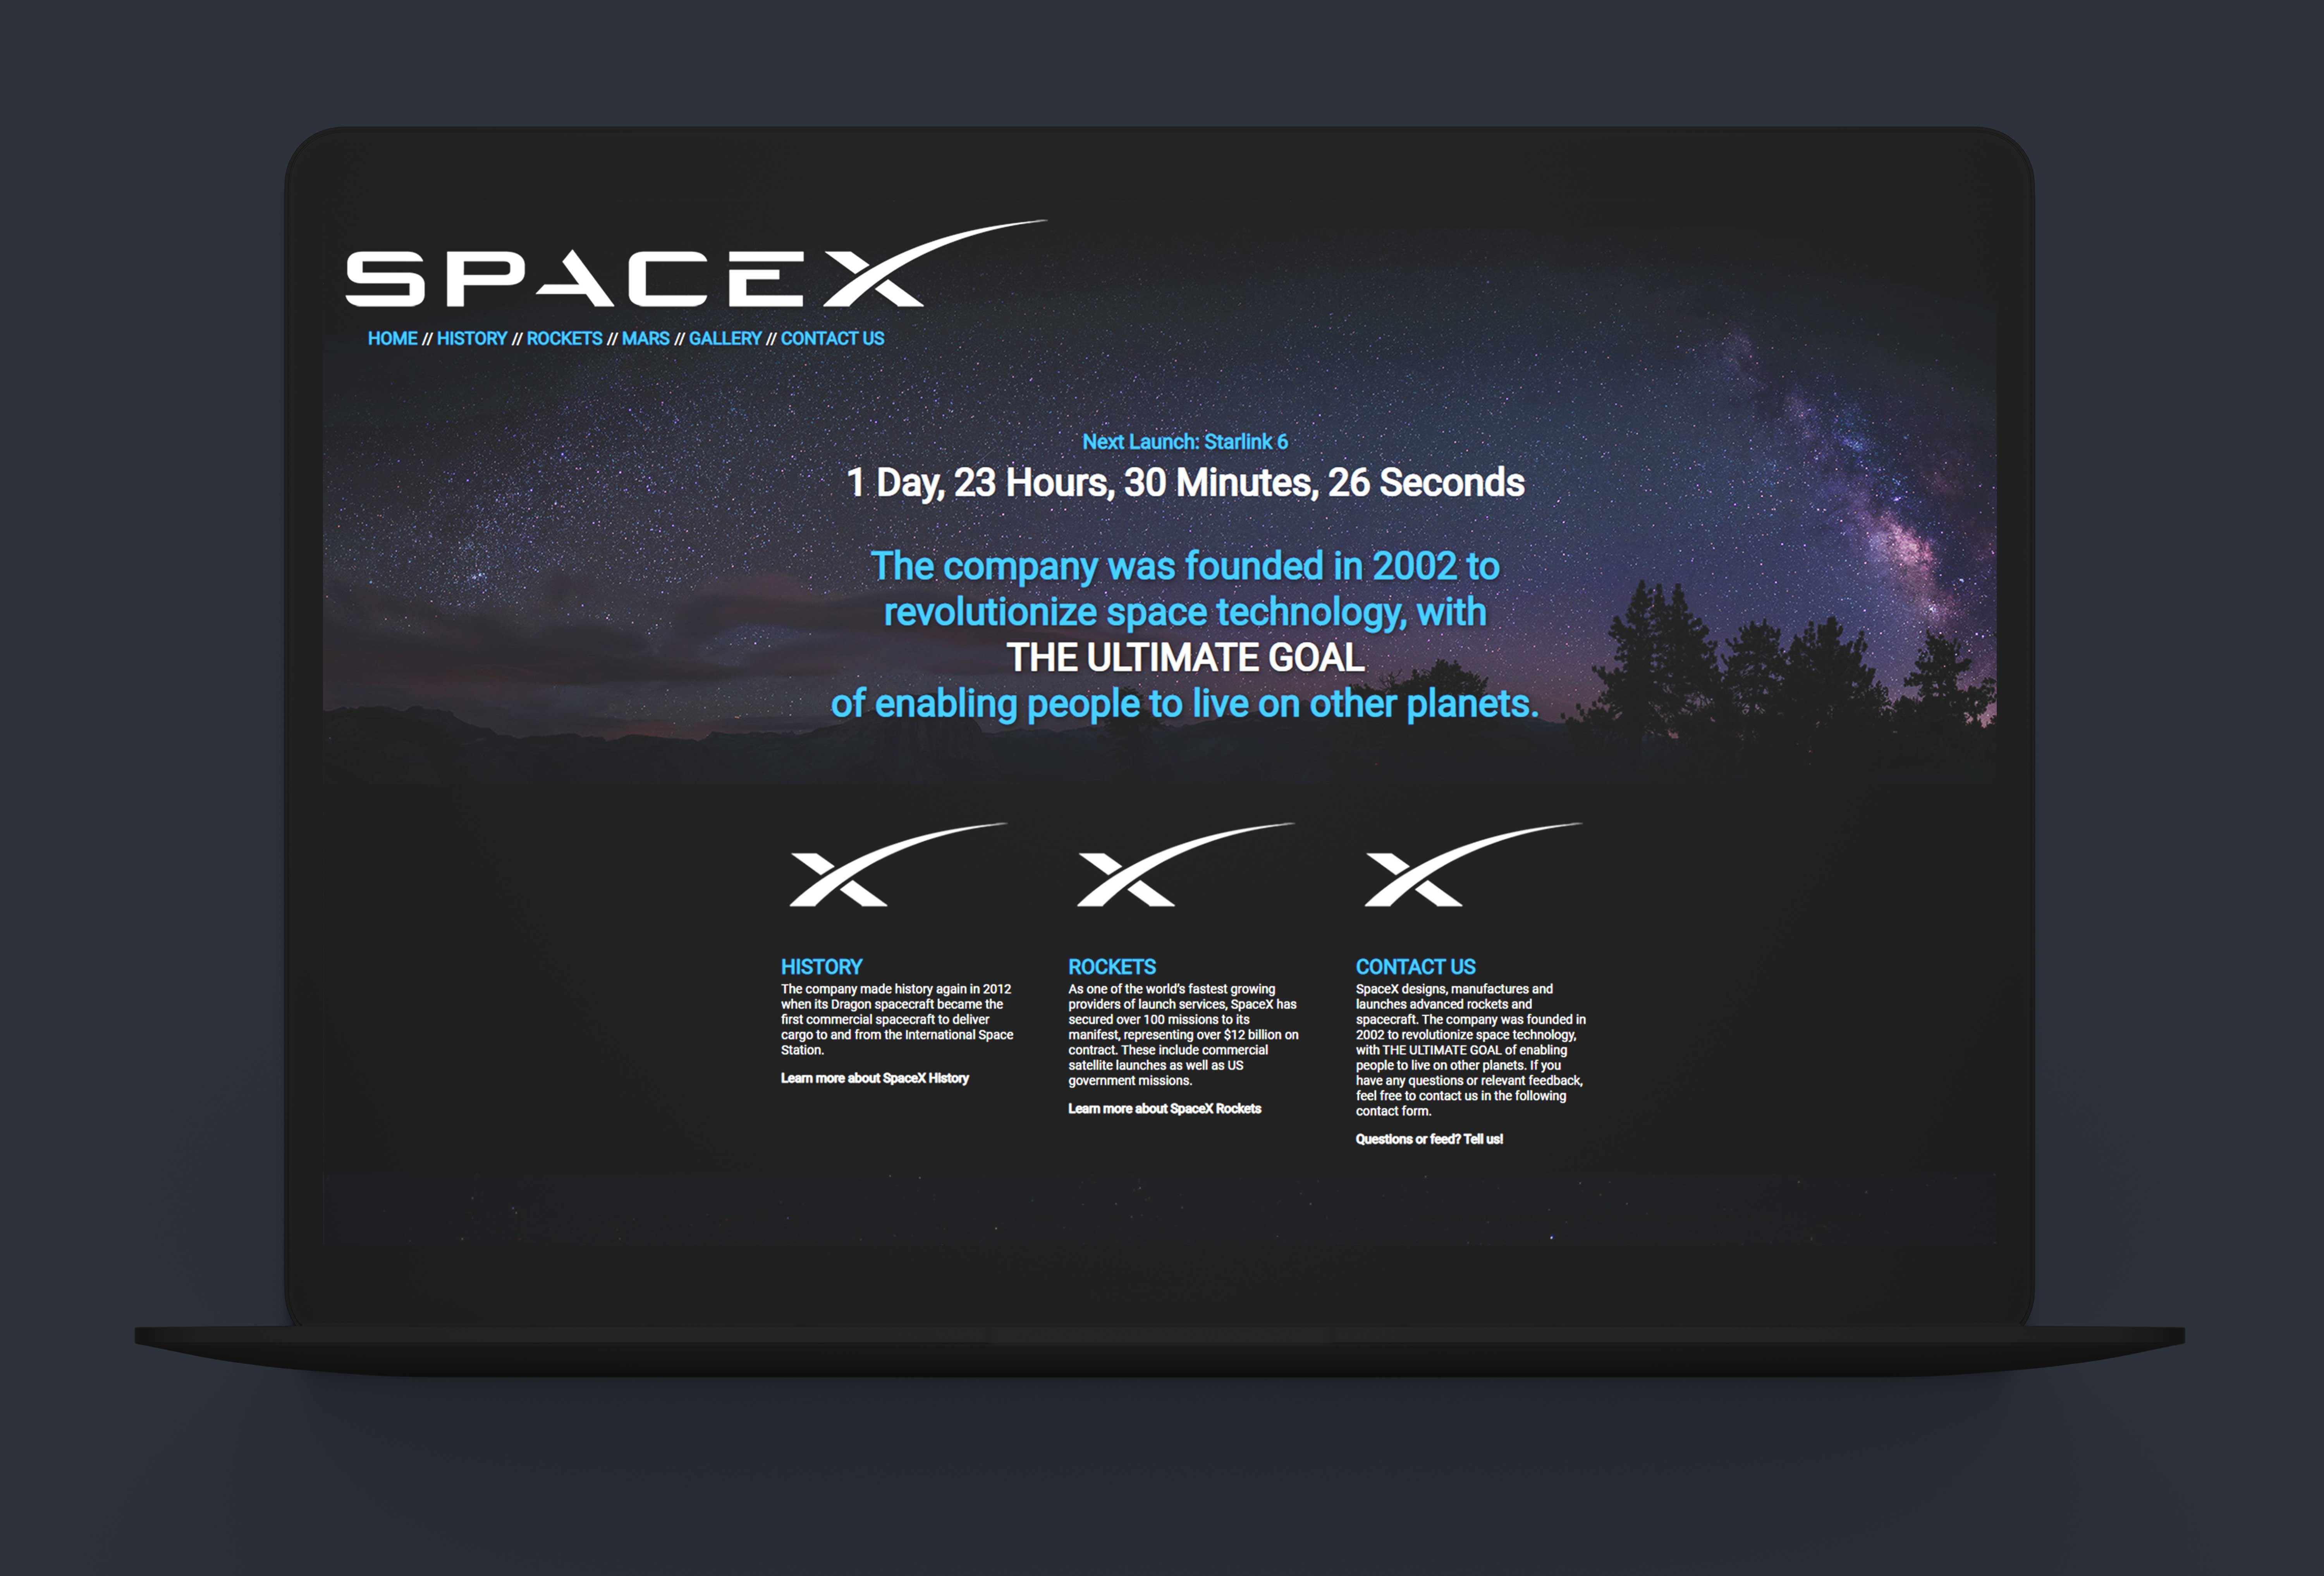 SPACEX
HOME // HISTORY // ROCKETS // MARS // GALLERY // CONTACT US
Next Launch: Starlink 6
1 Day, 23 Hours, 30 Minutes, 26 Seconds
The company was founded in 2002 to
revolutionize space technology, with
THE ULTIMATE GOAL
of enabling people to live on other planets.
X
X
X
HISTORY
The company made history again in 2012
when its Dragon spacecraft became the
first commercial spacecraft to deliver
cargo to and from the International Space
Station.
Learn more about SpaceX History
ROCKETS
As one of the world's fastest growing
providers of launch services, SpaceX has
secured over 100 missions to its
manifest, representing over $12 billion on
contract. These include commercial
satellite launches as well as US
government missions.
Learn more about SpaceX Rockets
CONTACT US
SpaceX designs, manufactures and
launches advanced rockets and
spacecraft. The company was founded in
2002 to revolutionize space technology,
with THE ULTIMATE GOAL of enabling
people to live on other planets. If you
have any questions or relevant feedback,
feel free to contact us in the following
contact form.
Questions or feed? Tell us!